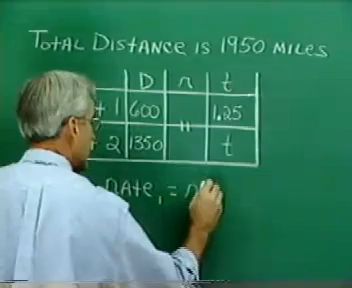 TOTAL DISTANCE IS 1950 MILES
D r t
1 600 = 1.25
2 1350 t
RATE₁ = r